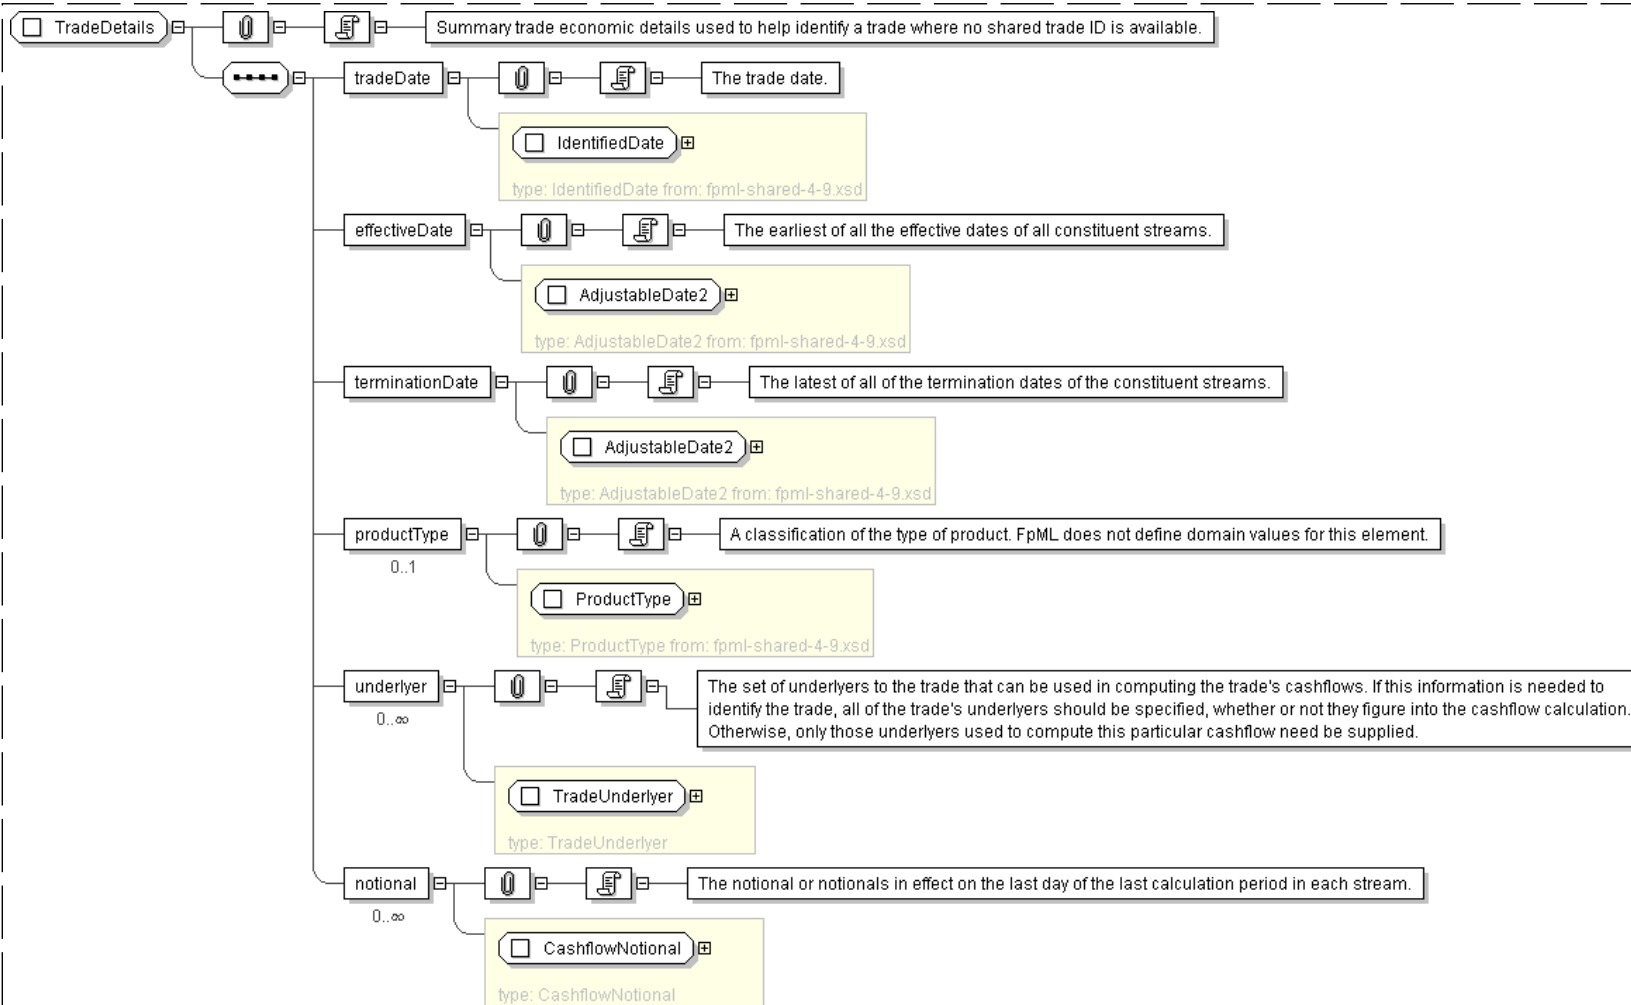 TradeDetails
Summary trade economic details used to help identify a trade where no shared trade ID is available.
tradeDate
The trade date.
IdentifiedDate
type: IdentifiedDate from: fpml-shared-4-9.xsd
effectiveDate
The earliest of all the effective dates of all constituent streams.
AdjustableDate2
type: AdjustableDate2 from: fpml-shared-4-9.xsd
terminationDate
The latest of all of the termination dates of the constituent streams.
AdjustableDate2
type: AdjustableDate2 from: fpml-shared-4-9.xsd
productType
A classification of the type of product. FpML does not define domain values for this element.
0..1
ProductType
type: ProductType from: fpml-shared-4-9.xsd
underlyer
The set of underlyers to the trade that can be used in computing the trade's cashflows. If this information is needed to
identify the trade, all of the trade's underlyers should be specified, whether or not they figure into the cashflow calculation.
Otherwise, only those underlyers used to compute this particular cashflow need be supplied.
0..∞
TradeUnderlyer
type: TradeUnderlyer
notional
The notional or notionals in effect on the last day of the last calculation period in each stream.
0..∞
CashflowNotional
type: CashflowNotional